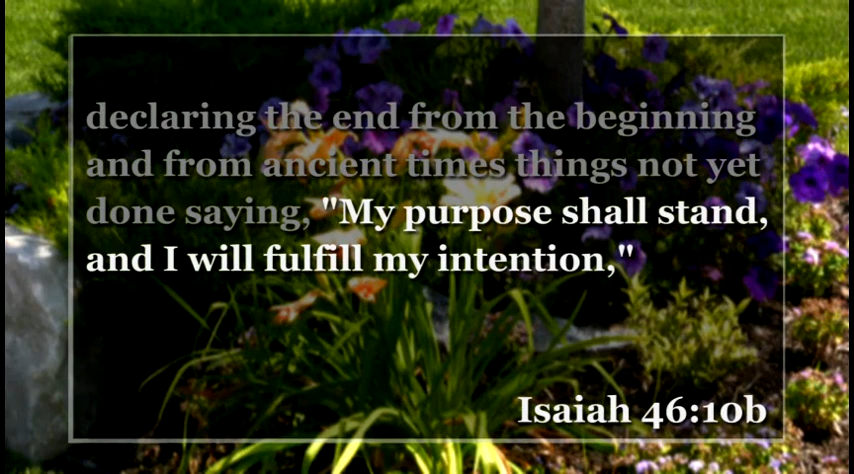 declaring the end from the beginning
and from ancient times things not yet
done saying, "My purpose shall stand,
and I will fulfill my intention,"
Isaiah 46:10b